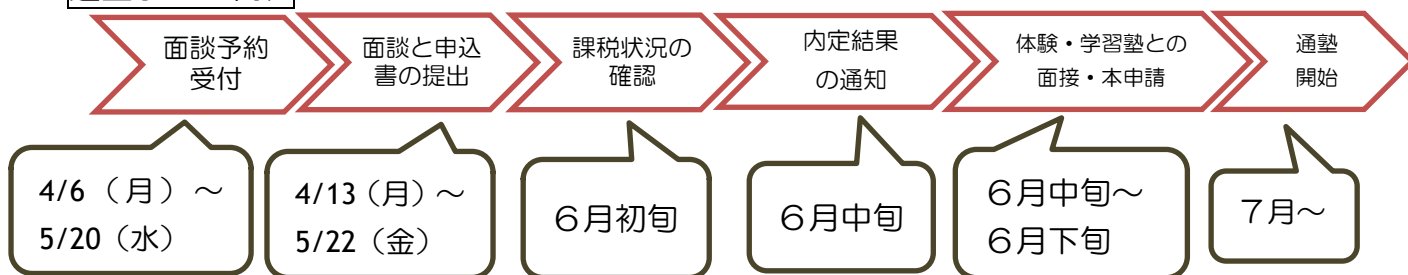 面談予約
受付
面談と申込
書の提出
課税状況の
確認
内定結果
の通知
体験・学習塾との
面接・本申請
通塾
開始
4/6（月）～
5/20（水）
4/13（月）～
5/22（金）
６月初旬
６月中旬
６月中旬～
６月下旬
７月～